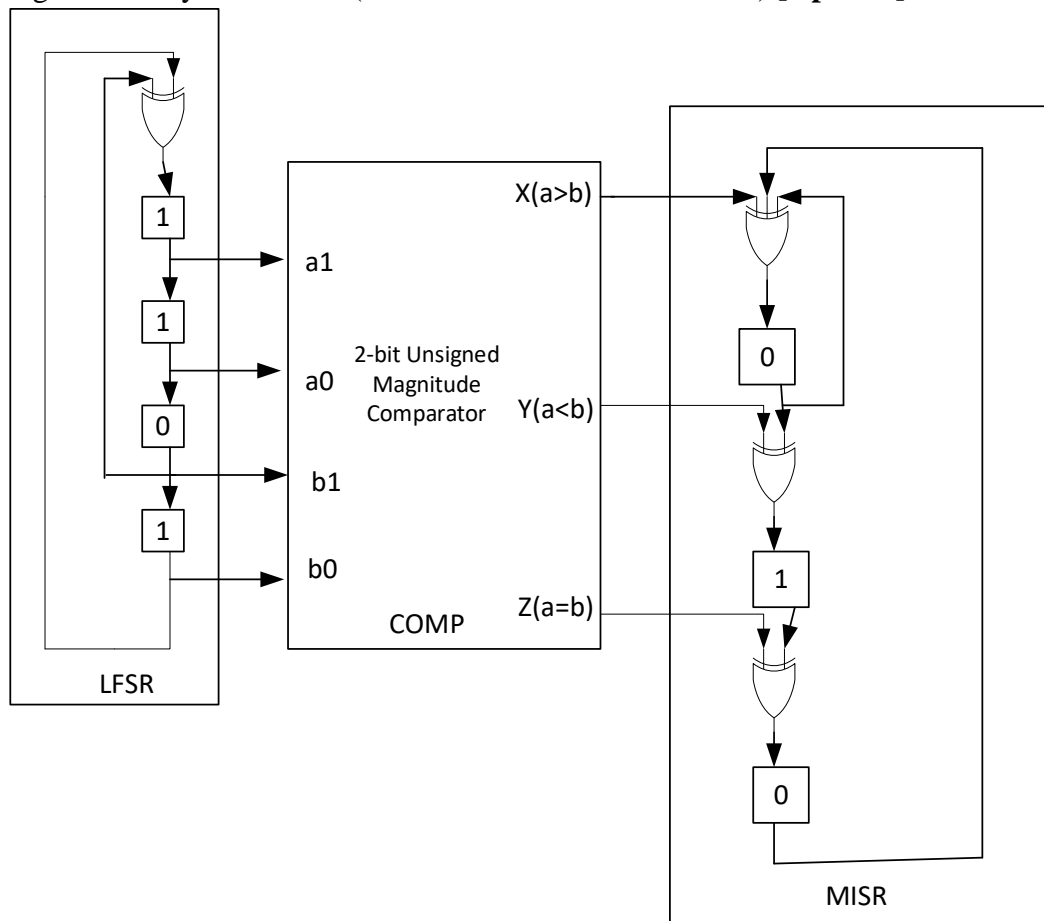 1
1
0
1
LFSR
a1
a0
b1
b0
2-bit Unsigned
Magnitude
Comparator
COMP
X(a>b)
Y(a<b)
Z(a=b)
0
1
0
MISR